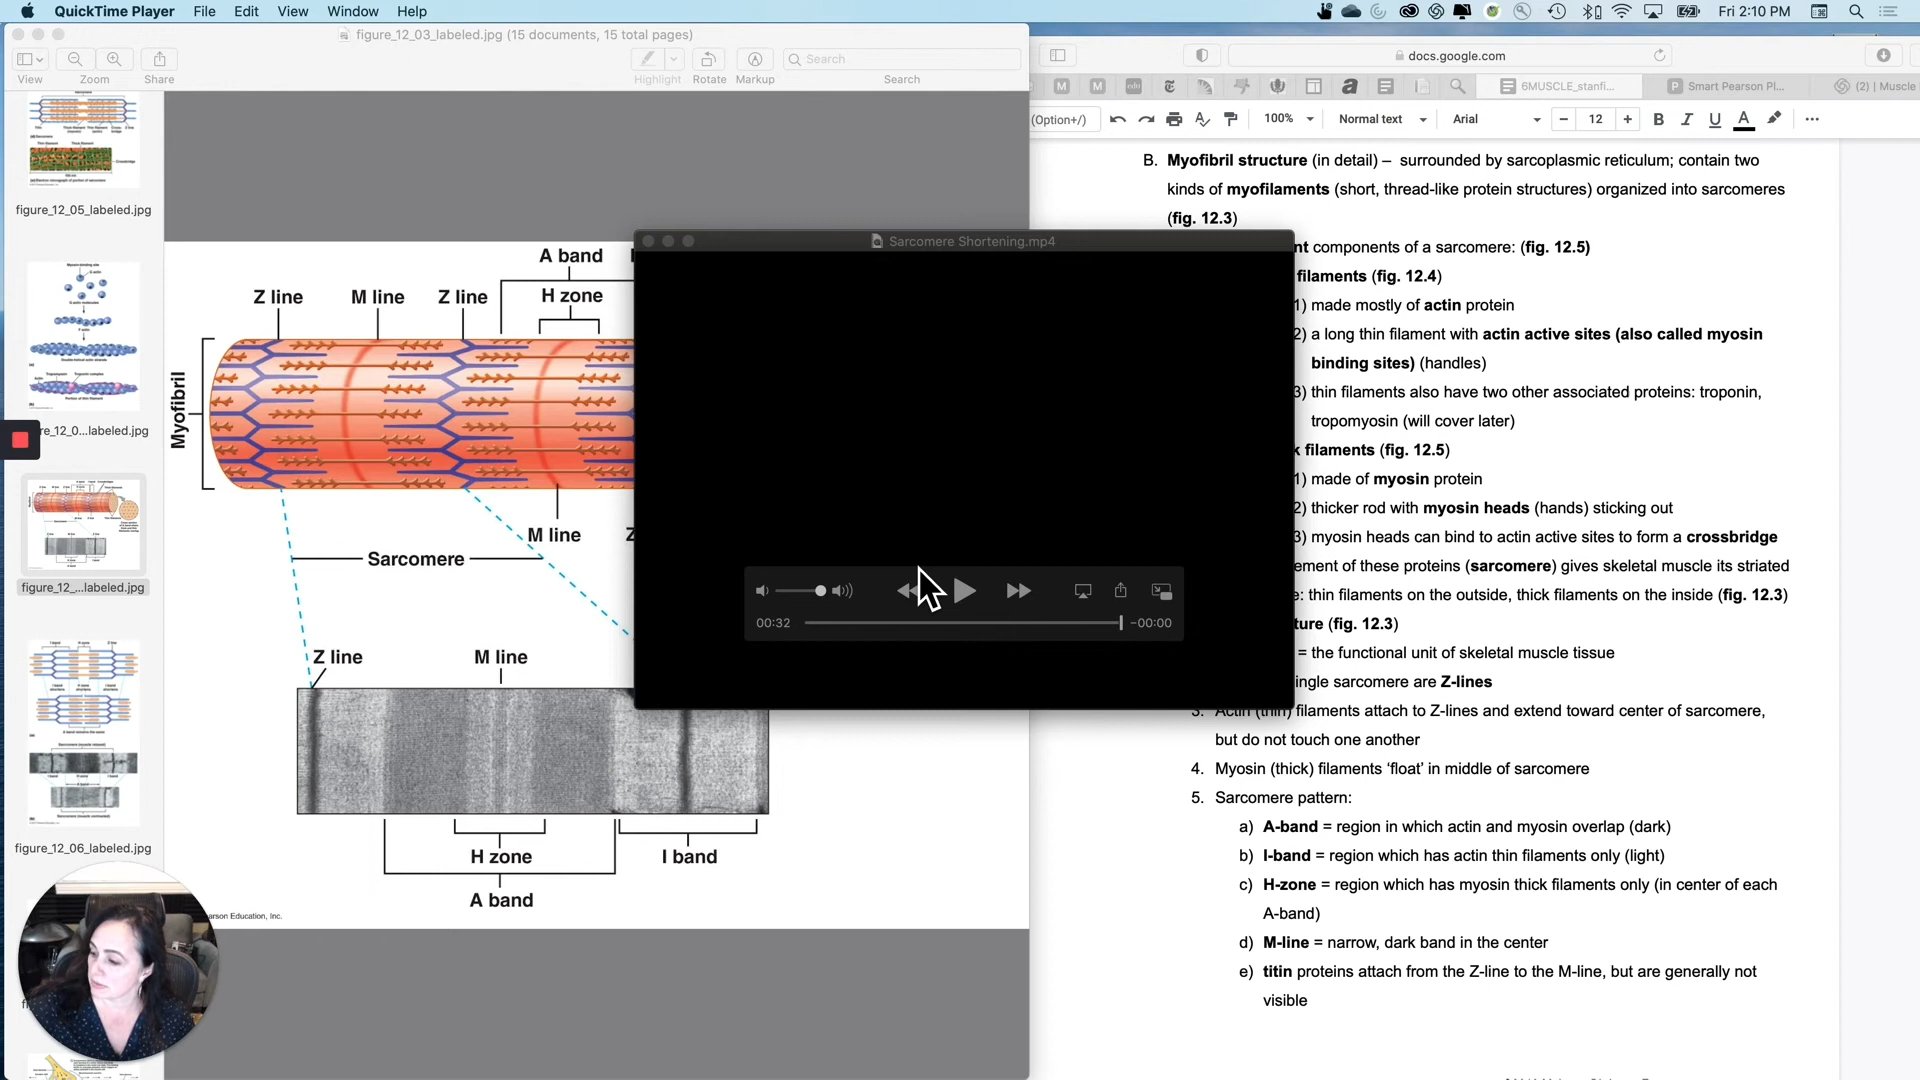 QuickTime Player File Edit View Window Help
Fri 2:10 PM
figure_12_03_labeled.jpg (15 documents, 15 total pages)
View Zoom Share Highlight Rotate Markup Search
Search
figure_12_05_labeled.jpg
re_12_0...labeled.jpg
figure_12_...labeled.jpg
figure_12_06_labeled.jpg
A band
H zone
Z line M line Z line
Myofibril
M line
Sarcomere
Z line M line
H zone I band
A band
arson Education, Inc.
Sarcomere Shortening.mp4
00:32 -00:00
docs.google.com
6MUSCLE_stanfi... Smart Pearson Pl... (2) | Muscle
(Option+/) 100% Normal text Arial 12 B I U A
B. Myofibril structure (in detail) – surrounded by sarcoplasmic reticulum; contain two
kinds of myofilaments (short, thread-like protein structures) organized into sarcomeres
(fig. 12.3)
nt components of a sarcomere: (fig. 12.5)
filaments (fig. 12.4)
1) made mostly of actin protein
2) a long thin filament with actin active sites (also called myosin
binding sites) (handles)
3) thin filaments also have two other associated proteins: troponin,
tropomyosin (will cover later)
k filaments (fig. 12.5)
1) made of myosin protein
2) thicker rod with myosin heads (hands) sticking out
3) myosin heads can bind to actin active sites to form a crossbridge
ement of these proteins (sarcomere) gives skeletal muscle its striated
e: thin filaments on the outside, thick filaments on the inside (fig. 12.3)
ture (fig. 12.3)
= the functional unit of skeletal muscle tissue
ingle sarcomere are Z-lines
3. Actin (thin) filaments attach to Z-lines and extend toward center of sarcomere,
but do not touch one another
4. Myosin (thick) filaments ‘float’ in middle of sarcomere
5. Sarcomere pattern:
a) A-band = region in which actin and myosin overlap (dark)
b) I-band = region which has actin thin filaments only (light)
c) H-zone = region which has myosin thick filaments only (in center of each
A-band)
d) M-line = narrow, dark band in the center
e) titin proteins attach from the Z-line to the M-line, but are generally not
visible